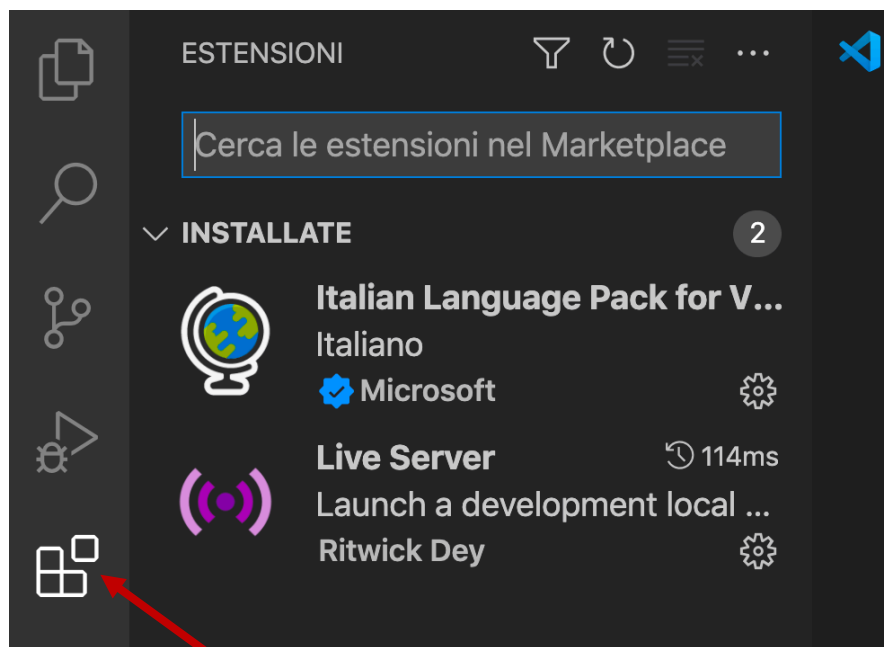 ESTENSIONI
Cerca le estensioni nel Marketplace
INSTALLATE 2
Italian Language Pack for V...
Italiano
Microsoft
Live Server 114ms
Launch a development local ...
Ritwick Dey